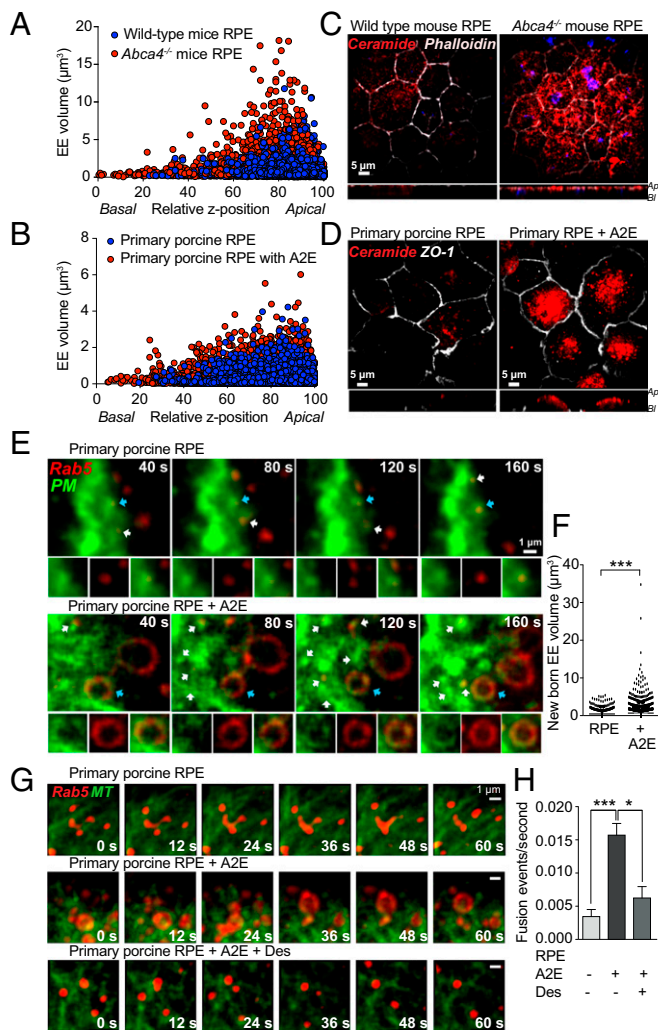 A
Wild-type mice RPE
Abca4-/- mice RPE
EE volume (µm³)
20
15
10
5
0
0 20 40 60 80 100
Basal Relative z-position Apical
B
Primary porcine RPE
Primary porcine RPE with A2E
EE volume (µm³)
8
6
4
2
0
0 20 40 60 80 100
Basal Relative z-position Apical
C
Wild type mouse RPE Abca4-/- mouse RPE
Ceramide Phalloidin
5 µm 5 µm
Ap
Bl
D
Primary porcine RPE Primary RPE + A2E
Ceramide ZO-1
5 µm 5 µm
Ap
Bl
E
Primary porcine RPE
Rab5
PM
40 s 80 s 120 s 160 s
1 µm
Primary porcine RPE + A2E
40 s 80 s 120 s 160 s
F
New born EE volume (µm³)
***
40
30
20
10
0
RPE +
A2E
G
Primary porcine RPE
Rab5 MT
1 µm
0 s 12 s 24 s 36 s 48 s 60 s
Primary porcine RPE + A2E
0 s 12 s 24 s 36 s 48 s 60 s
Primary porcine RPE + A2E + Des
0 s 12 s 24 s 36 s 48 s 60 s
H
Fusion events/second
*** *
0.020
0.015
0.010
0.005
0.000
RPE
A2E - + +
Des - - +